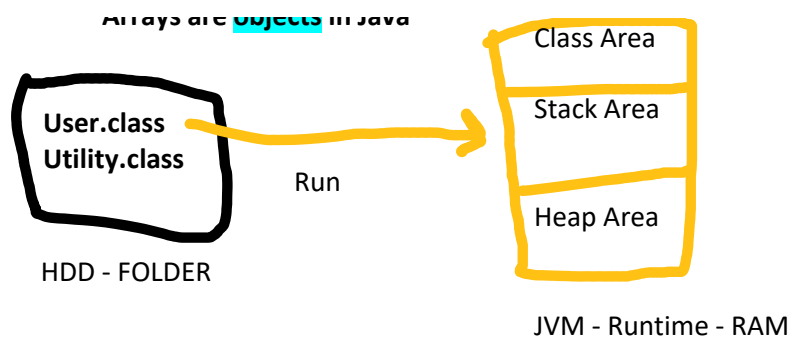 Arrays are objects in Java
Class Area
User.class
Utility.class
Stack Area
Run
Heap Area
HDD - FOLDER
JVM - Runtime - RAM